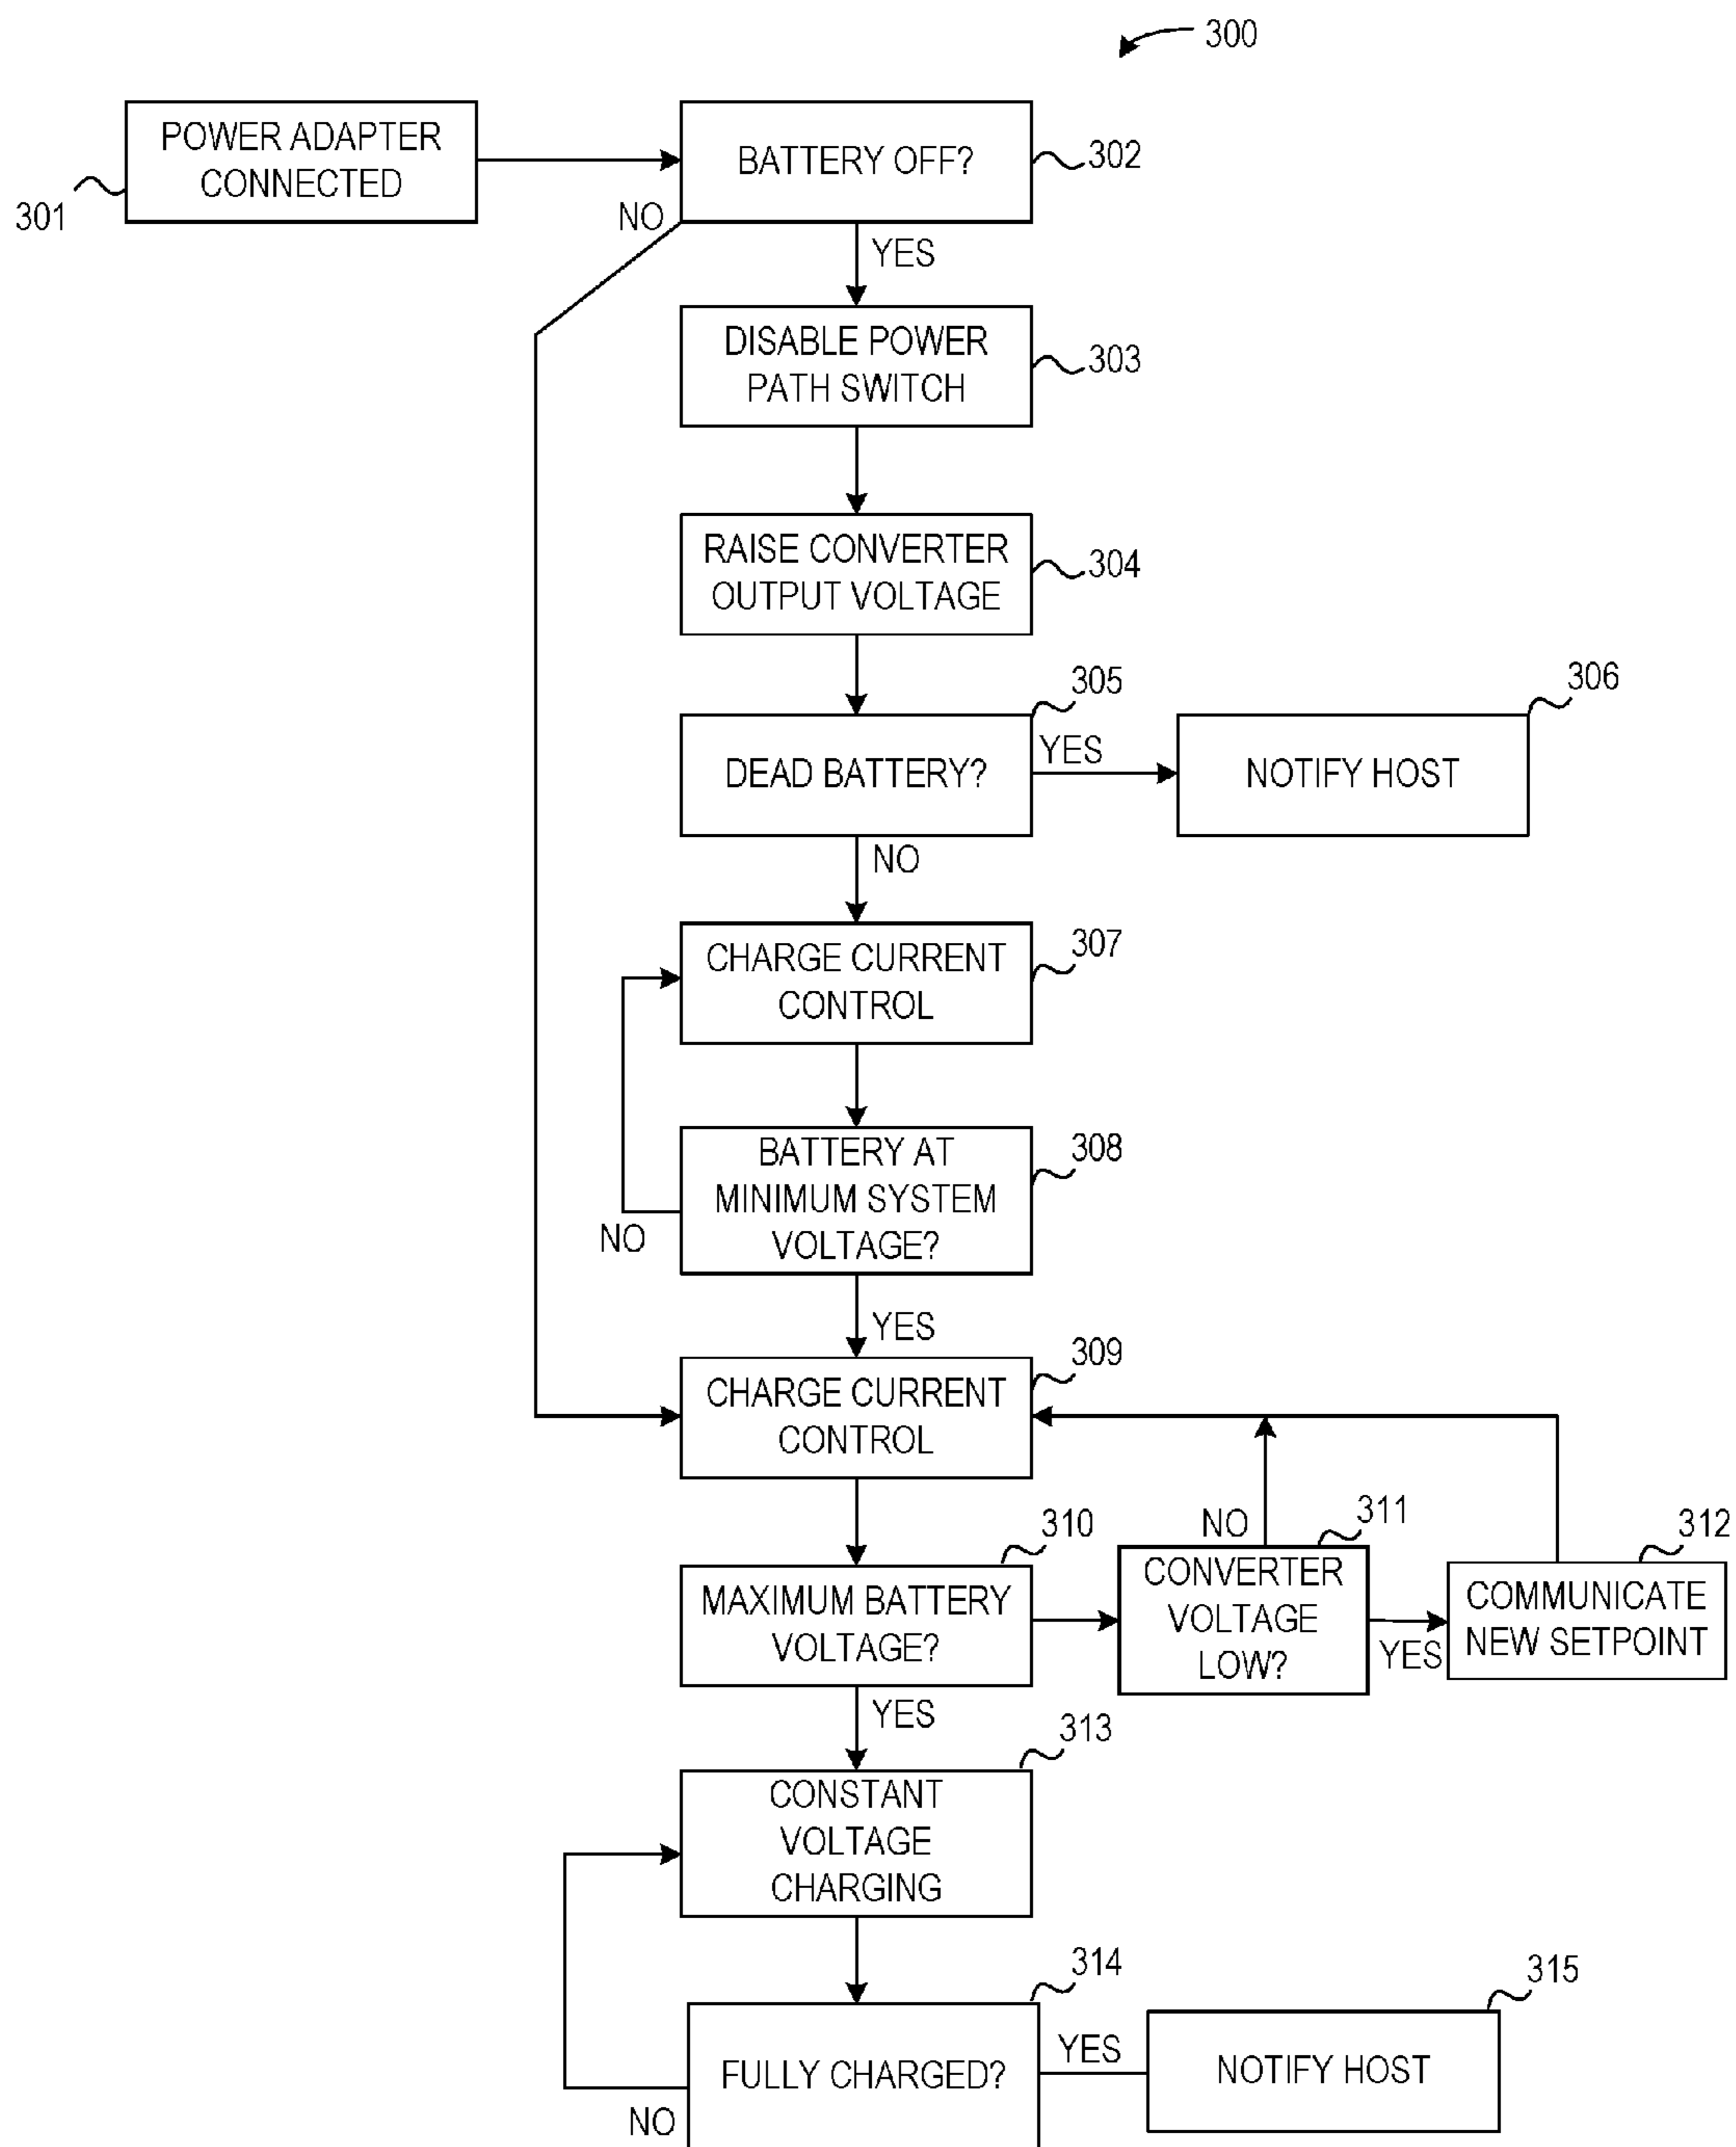 300
POWER ADAPTER
CONNECTED
301
BATTERY OFF?
302
NO
YES
DISABLE POWER
PATH SWITCH
303
RAISE CONVERTER
OUTPUT VOLTAGE
304
305
306
DEAD BATTERY?
YES
NOTIFY HOST
NO
307
CHARGE CURRENT
CONTROL
308
BATTERY AT
MINIMUM SYSTEM
VOLTAGE?
NO
YES
309
CHARGE CURRENT
CONTROL
310
NO
311
312
MAXIMUM BATTERY
VOLTAGE?
CONVERTER
VOLTAGE
LOW?
YES
COMMUNICATE
NEW SETPOINT
YES
313
CONSTANT
VOLTAGE
CHARGING
314
315
FULLY CHARGED?
YES
NOTIFY HOST
NO